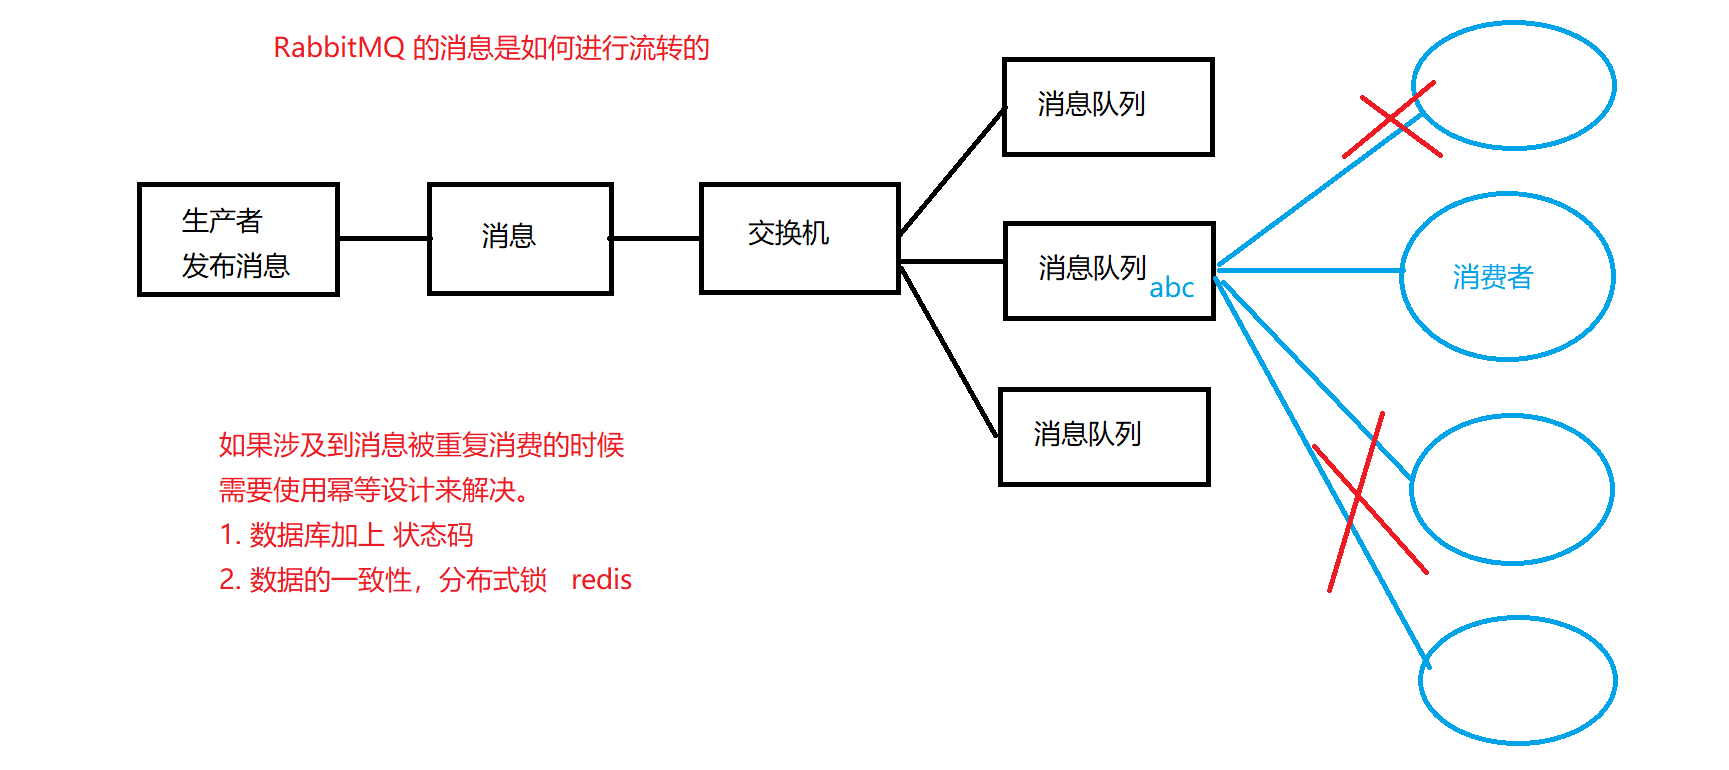 RabbitMQ 的消息是如何进行流转的
生产者
发布消息
消息
交换机
消息队列
消息队列
abc
消息队列
消费者
如果涉及到消息被重复消费的时候
需要使用幂等设计来解决。
1. 数据库加上 状态码
2. 数据的一致性，分布式锁 redis